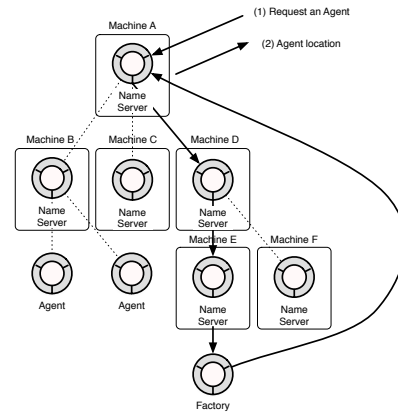 (1) Request an Agent
Machine A
(2) Agent location
Name
Server
Machine B
Machine C
Machine D
Name
Server
Name
Server
Name
Server
Machine E
Machine F
Agent
Agent
Name
Server
Name
Server
Factory